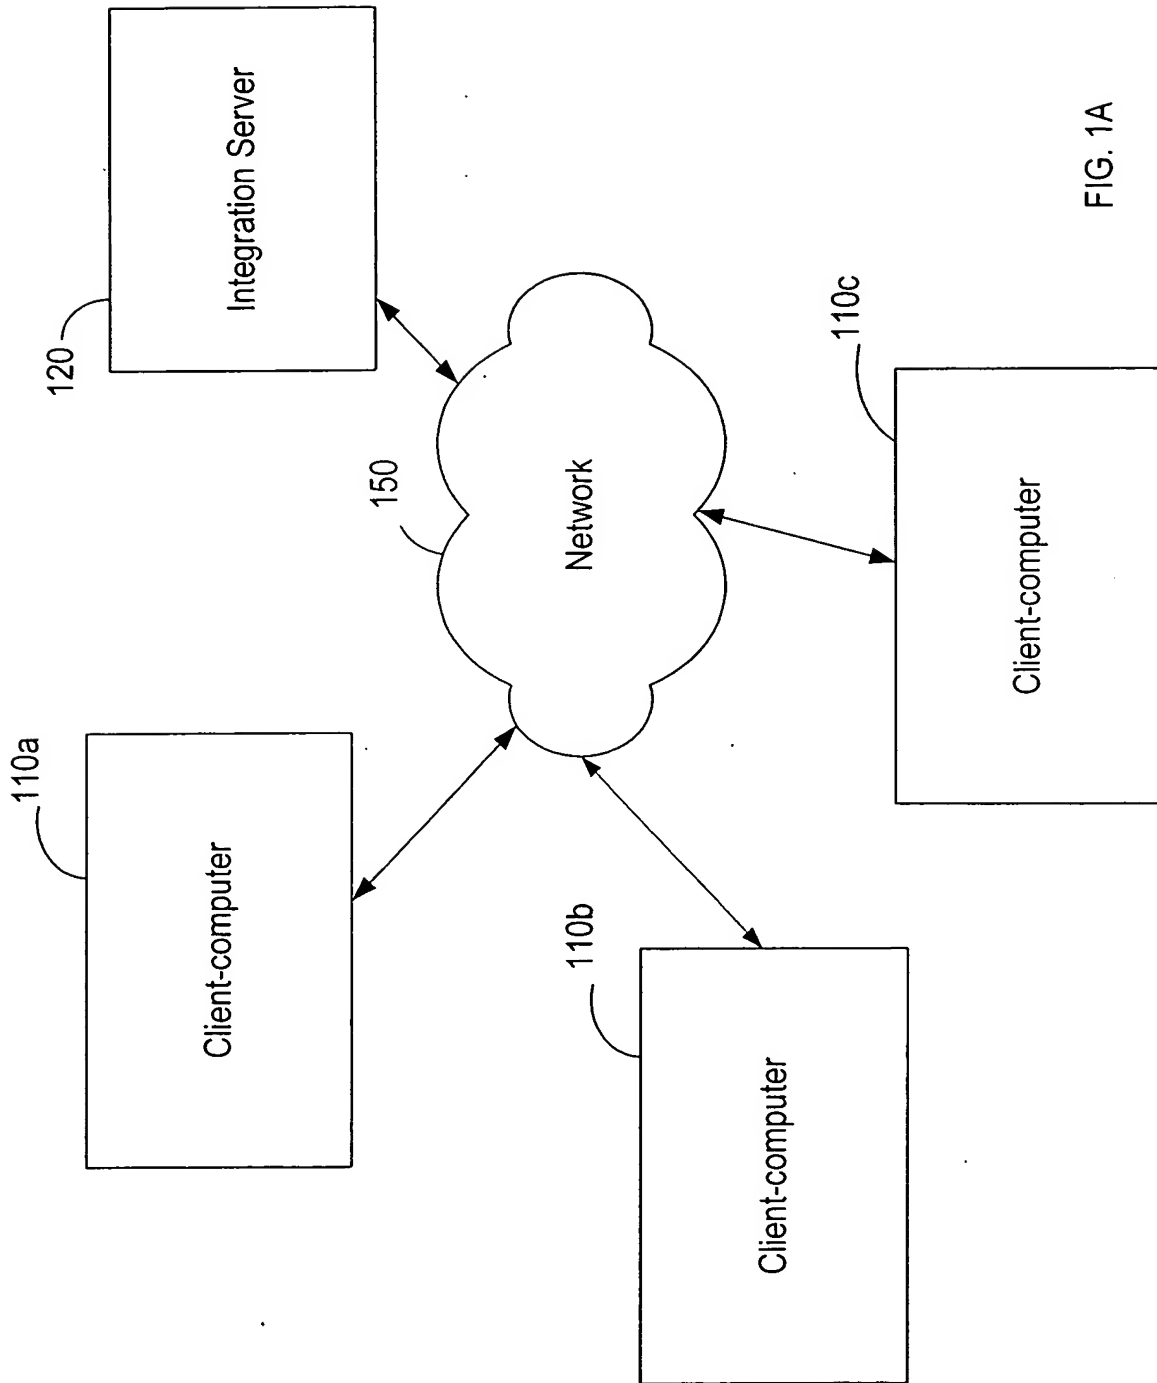 110a
Client-computer
120
Integration Server
150
Network
110b
Client-computer
110c
Client-computer
FIG. 1A